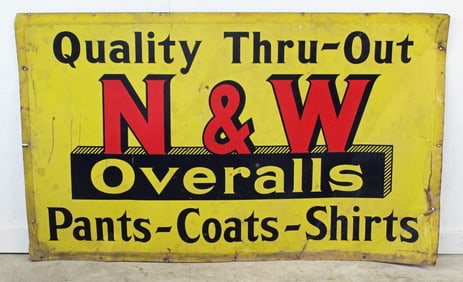 Quality Thru-Out
N & W
Overalls
Pants-Coats-Shirts